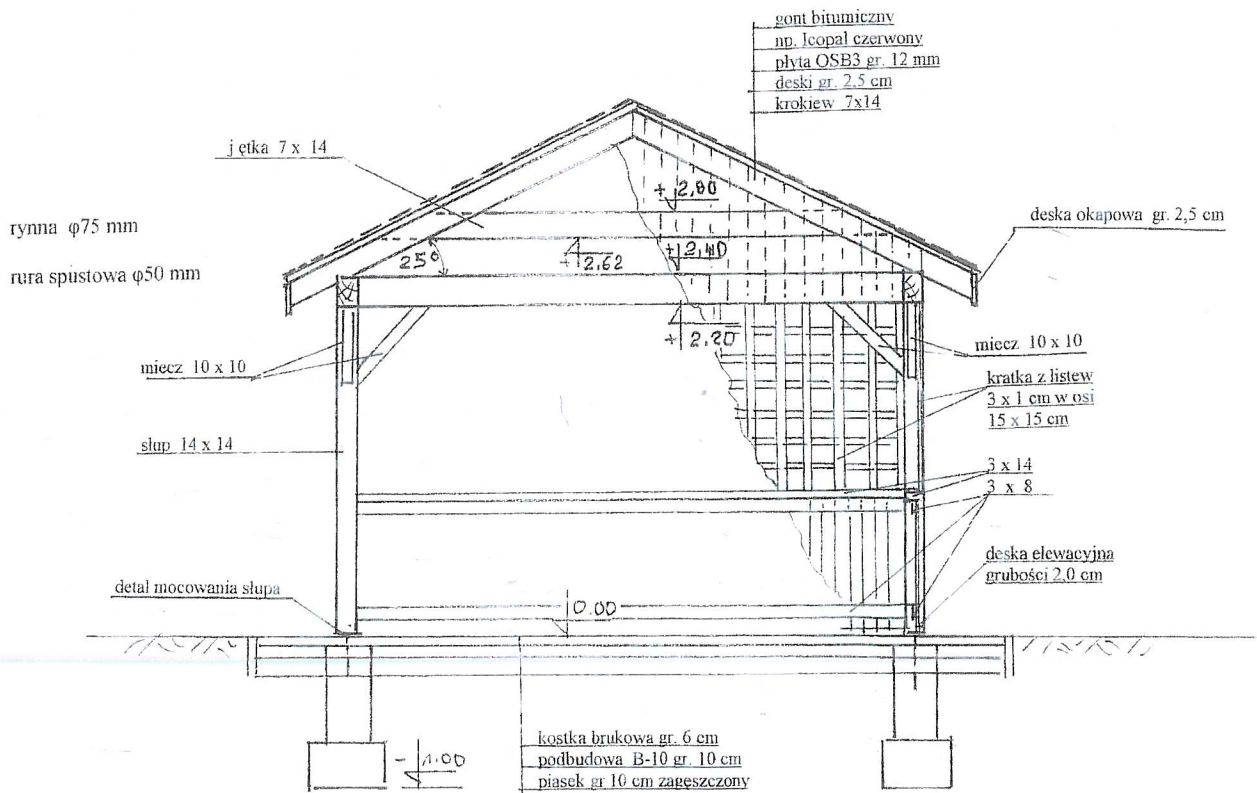 gont bitumiczny
np. Icopal czerwony
płyta OSB3 gr. 12 mm
deski gr. 2,5 cm
krokiew 7x14
jętka 7 x 14
+2,80
rynna φ75 mm
deska okapowa gr. 2,5 cm
25°
+2,62
+2,40
rura spustowa φ50 mm
+2,20
miecz 10 x 10
miecz 10 x 10
kratka z listew
3 x 1 cm w osi
15 x 15 cm
słup 14 x 14
3 x 14
3 x 8
deska elewacyjna
grubości 2,0 cm
detal mocowania słupa
0.00
kostka brukowa gr. 6 cm
podbudowa B-10 gr. 10 cm
piasek gr 10 cm zagęszczony
-1.00